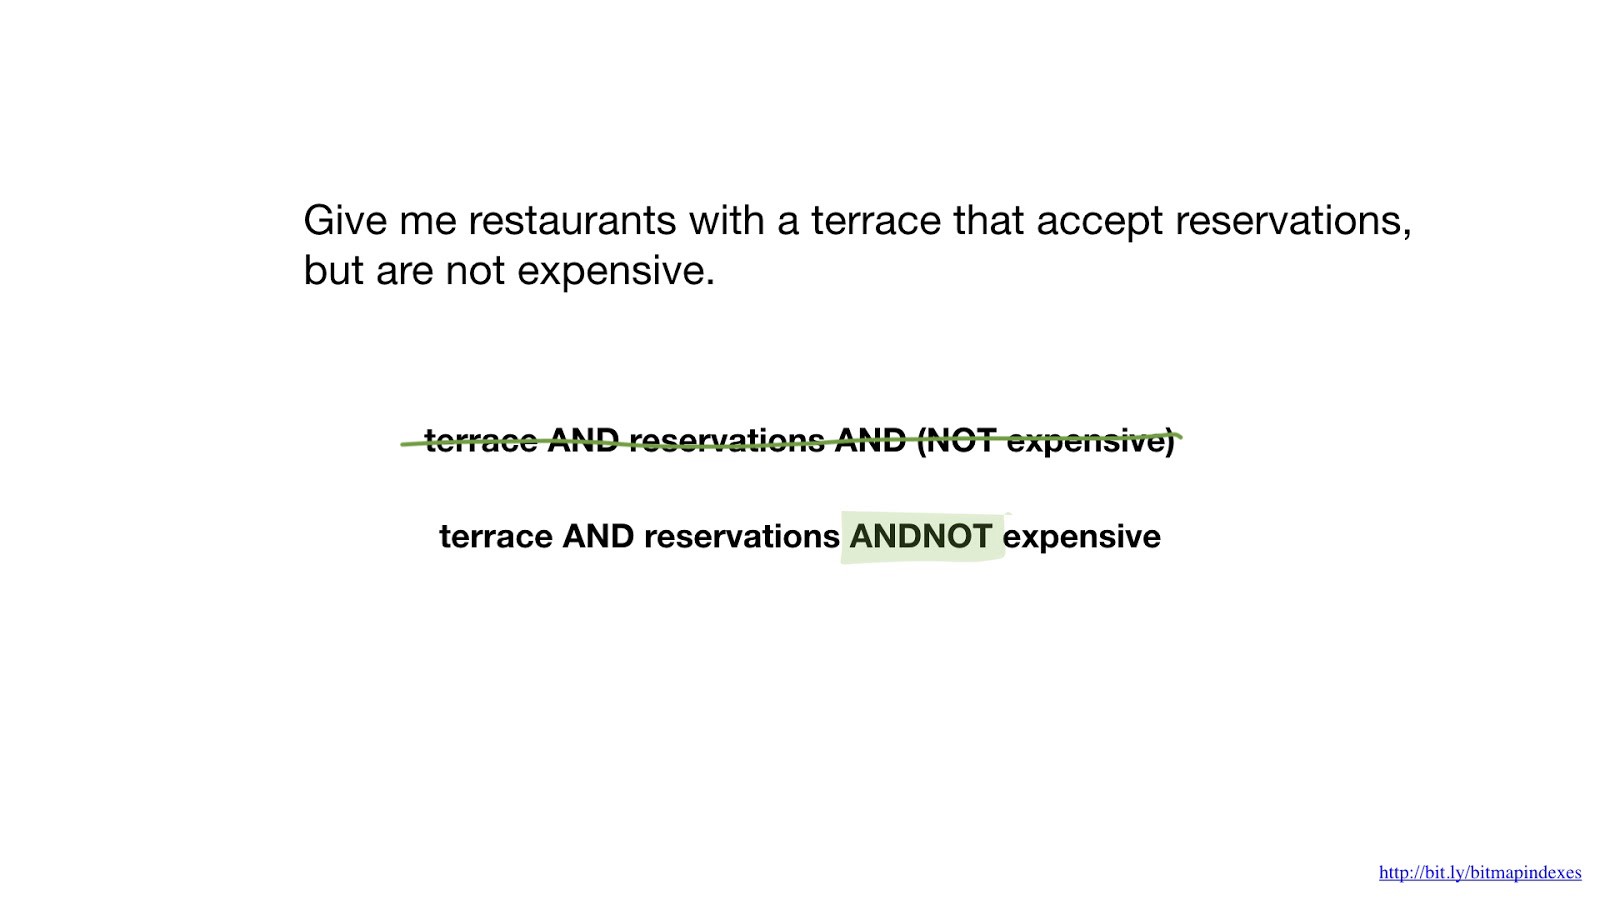 Give me restaurants with a terrace that accept reservations,
but are not expensive.
terrace AND reservations AND (NOT expensive)
terrace AND reservations ANDNOT expensive
http://bit.ly/bitmapindexes